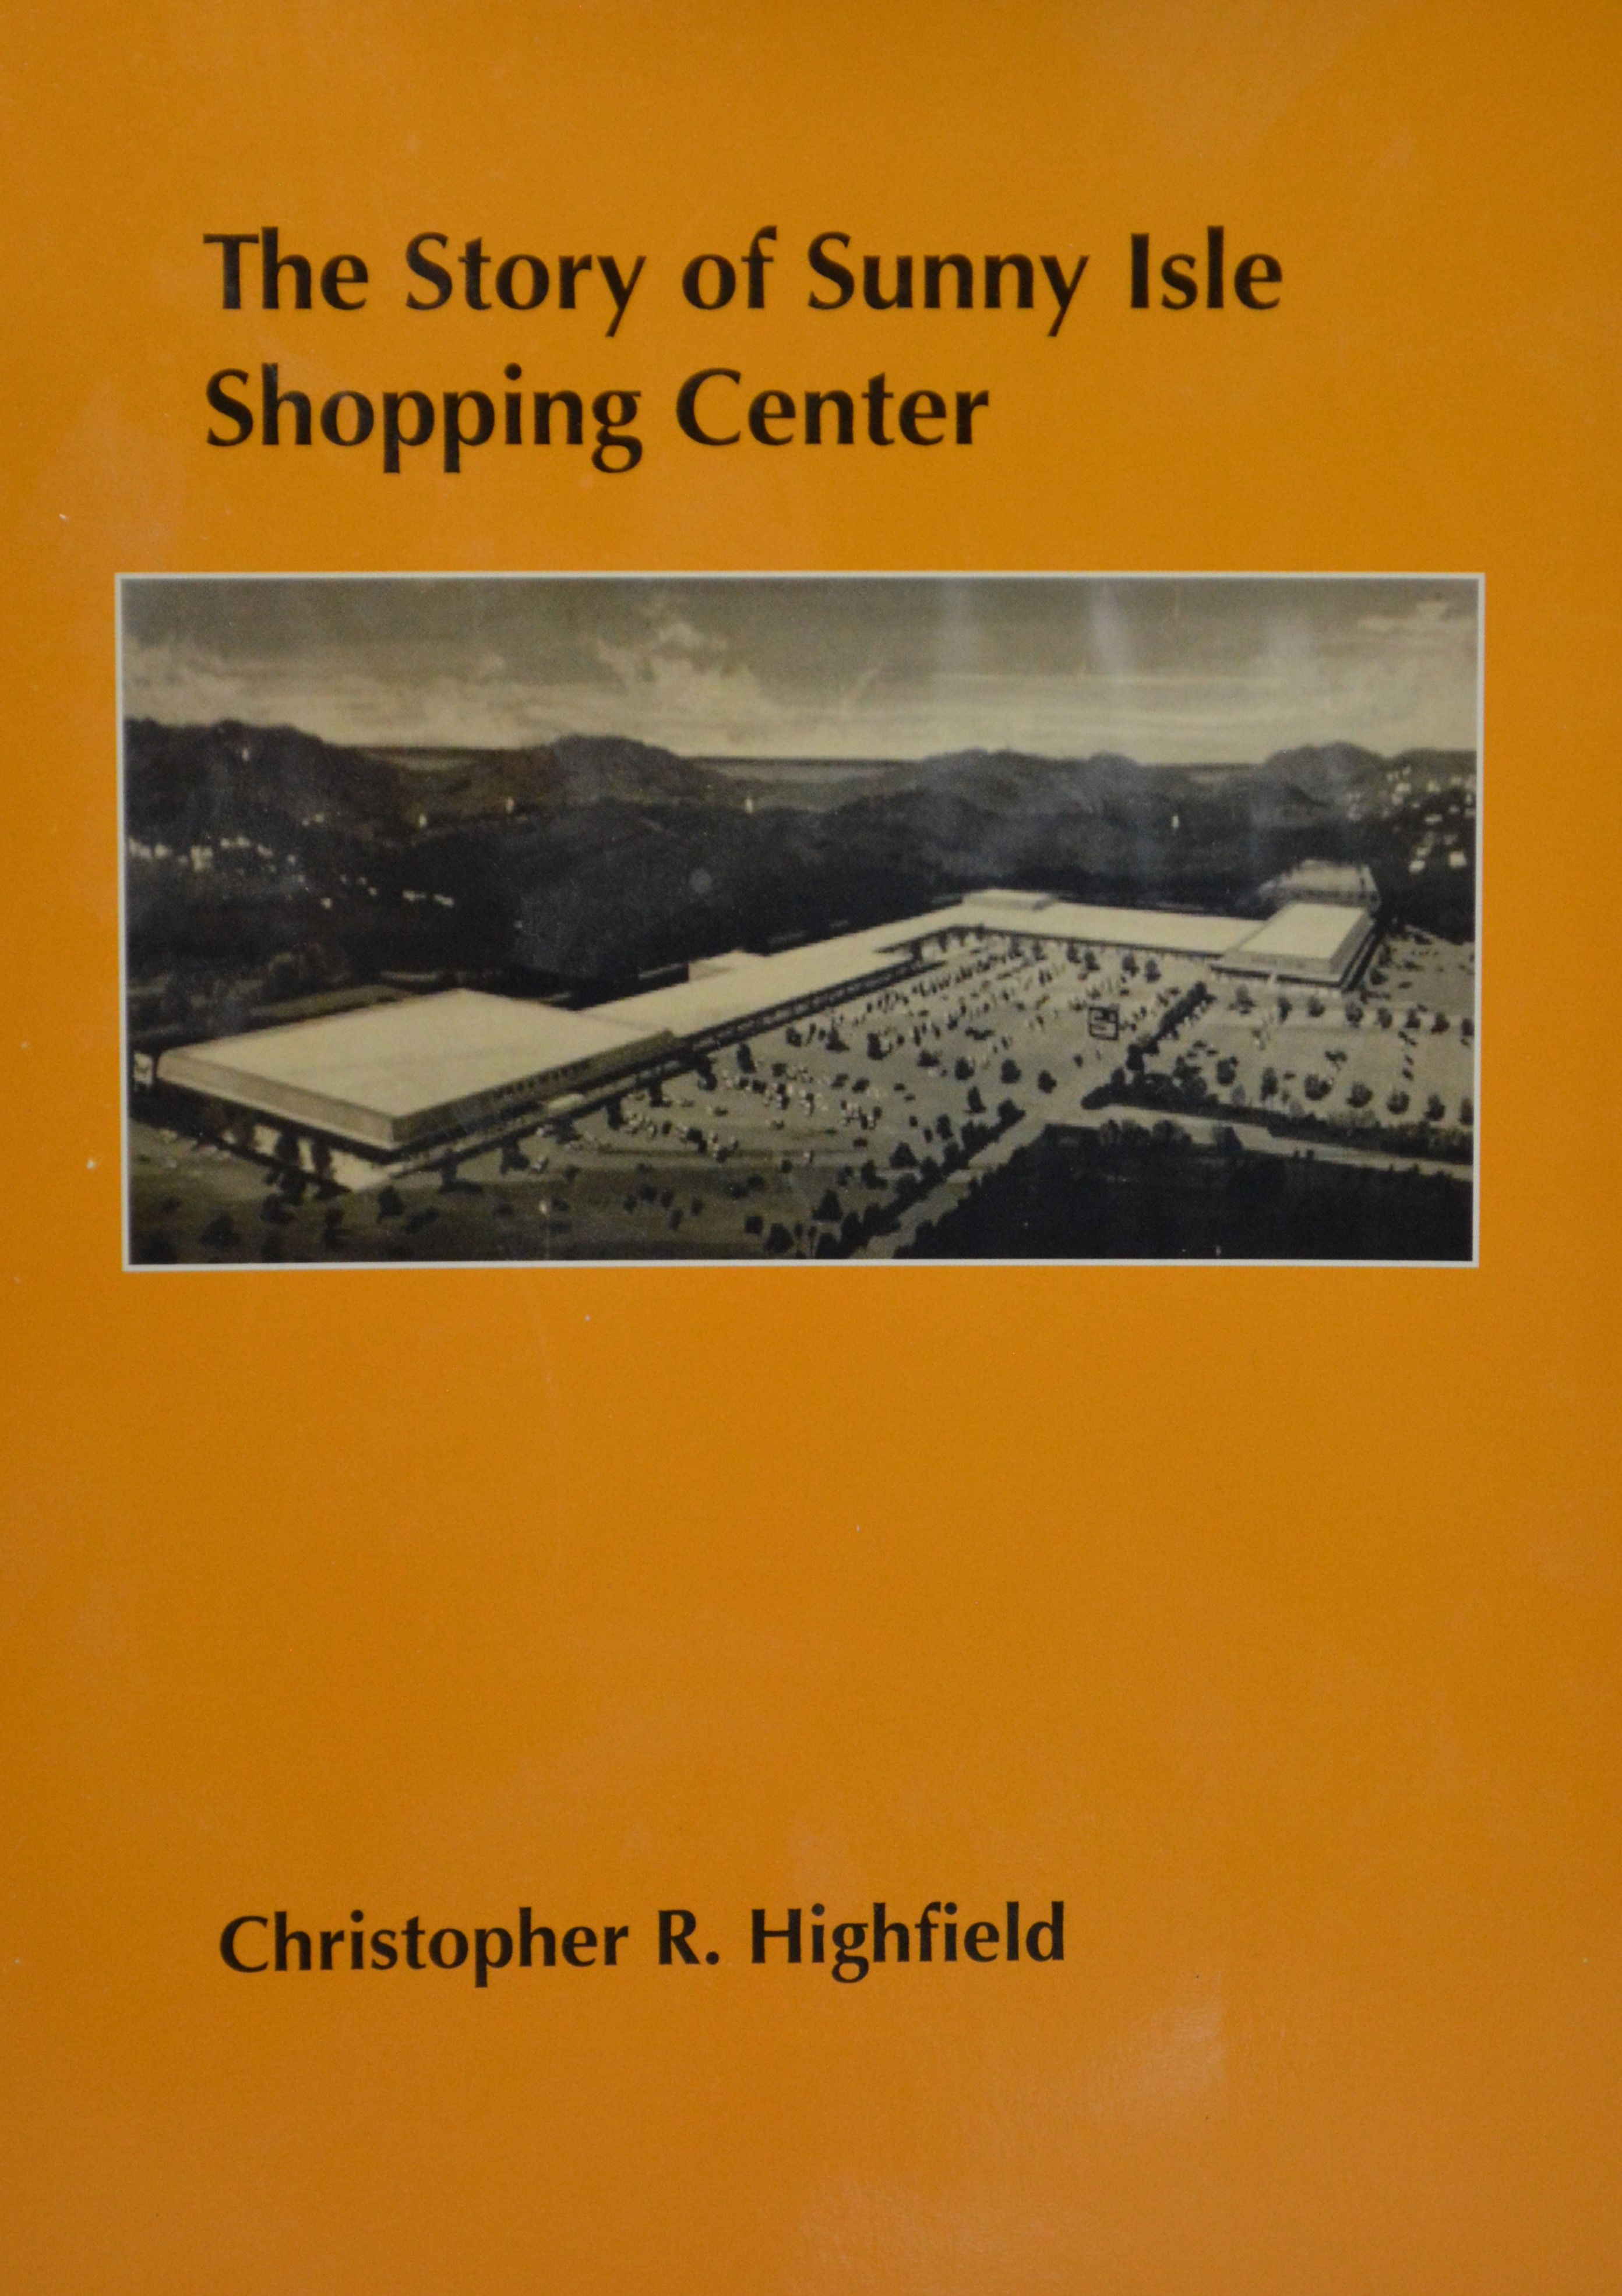 The Story of Sunny Isle
Shopping Center
Christopher R. Highfield